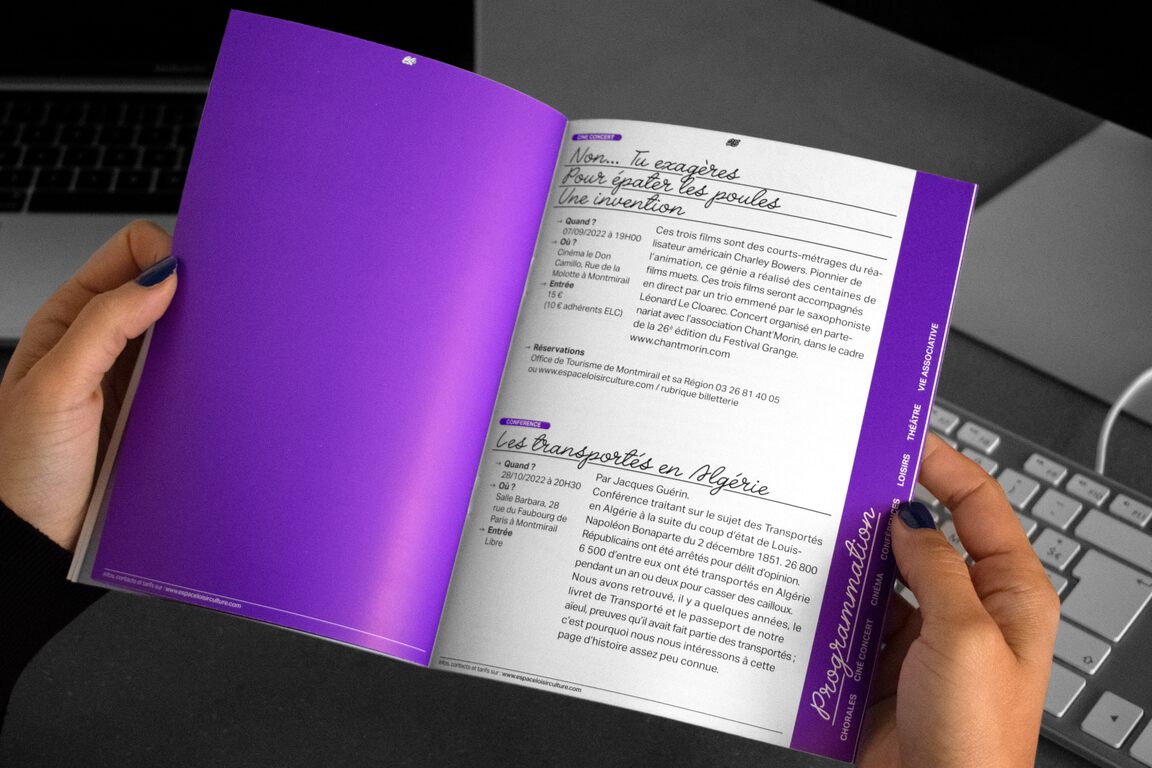 infos, contacts et tarifs sur : www.espaceloisirculture.com
CINÉ CONCERT
Non... Tu exagères
Pour épater les poules
Une invention
→ Quand ?
07/09/2022 à 19H00
→ Où ?
Cinéma le Don
Camillo, Rue de la
Molotte à Montmirail
→ Entrée
15 €
(10 € adhérents ELC)
Ces trois films sont des courts-métrages du réa-
lisateur américain Charley Bowers. Pionnier de
l'animation, ce génie a réalisé des centaines de
films muets. Ces trois films seront accompagnés
en direct par un trio emmené par le saxophoniste
Léonard Le Cloarec. Concert organisé en parte-
nariat avec l'association Chant'Morin, dans le cadre
de la 26e édition du Festival Grange.
www.chantmorin.com
→ Réservations
Office de Tourisme de Montmirail et sa Région 03 26 81 40 05
ou www.espaceloisirculture.com / rubrique billetterie
CONFÉRENCE
Les transportés en Algérie
→ Quand ?
28/10/2022 à 20H30
→ Où ?
Salle Barbara, 28
rue du Faubourg de
Paris à Montmirail
→ Entrée
Libre
Par Jacques Guérin.
Conférence traitant sur le sujet des Transportés
en Algérie à la suite du coup d'état de Louis-
Napoléon Bonaparte du 2 décembre 1851. 26 800
Républicains ont été arrêtés pour délit d'opinion.
6 500 d'entre eux ont été transportés en Algérie
pendant un an ou deux pour casser des cailloux.
Nous avons retrouvé, il y a quelques années, le
livret de Transporté et le passeport de notre
aieul, preuves qu'il avait fait partie des transportés ;
c'est pourquoi nous nous intéressons à cette
page d'histoire assez peu connue.
infos, contacts et tarifs sur : www.espaceloisirculture.com
Programmation
CHORALES CINÉ CONCERT CINÉMA CONFÉRENCES LOISIRS THÉÂTRE VIE ASSOCIATIVE